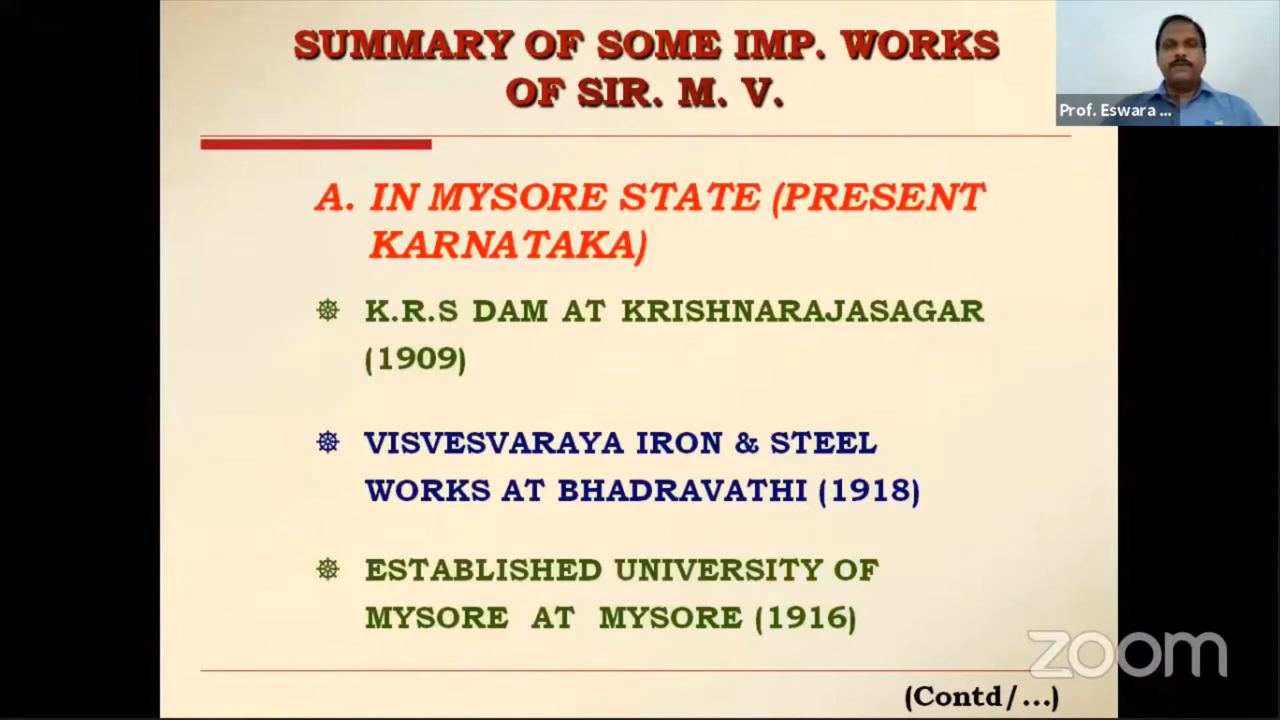 SUMMARY OF SOME IMP. WORKS
OF SIR. M. V.
Prof. Eswara ...
A. IN MYSORE STATE (PRESENT
KARNATAKA)
K.R.S DAM AT KRISHNARAJASAGAR
(1909)
VISVESVARAYA IRON & STEEL
WORKS AT BHADRAVATHI (1918)
ESTABLISHED UNIVERSITY OF
MYSORE AT MYSORE (1916)
zoom
(Contd/...)